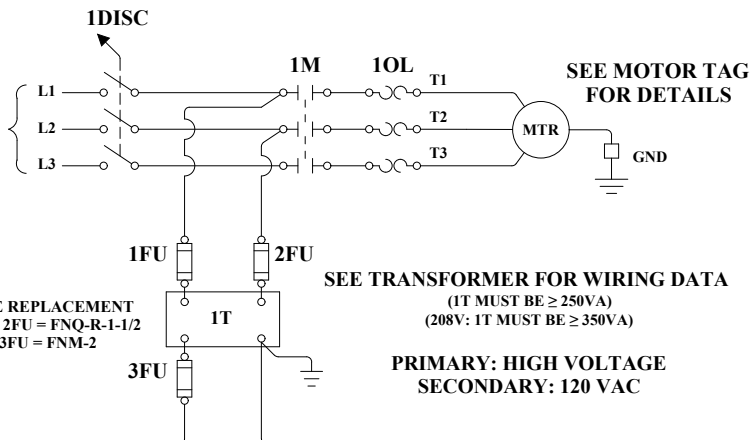 1DISC
1M
1OL
L1
T1
SEE MOTOR TAG
FOR DETAILS
L2
T2
MTR
L3
T3
GND
1FU
2FU
SEE TRANSFORMER FOR WIRING DATA
(1T MUST BE ≥ 250VA)
(208V: 1T MUST BE ≥ 350VA)
REPLACEMENT
2FU = FNQ-R-1-1/2
3FU = FNM-2
1T
3FU
PRIMARY: HIGH VOLTAGE
SECONDARY: 120 VAC